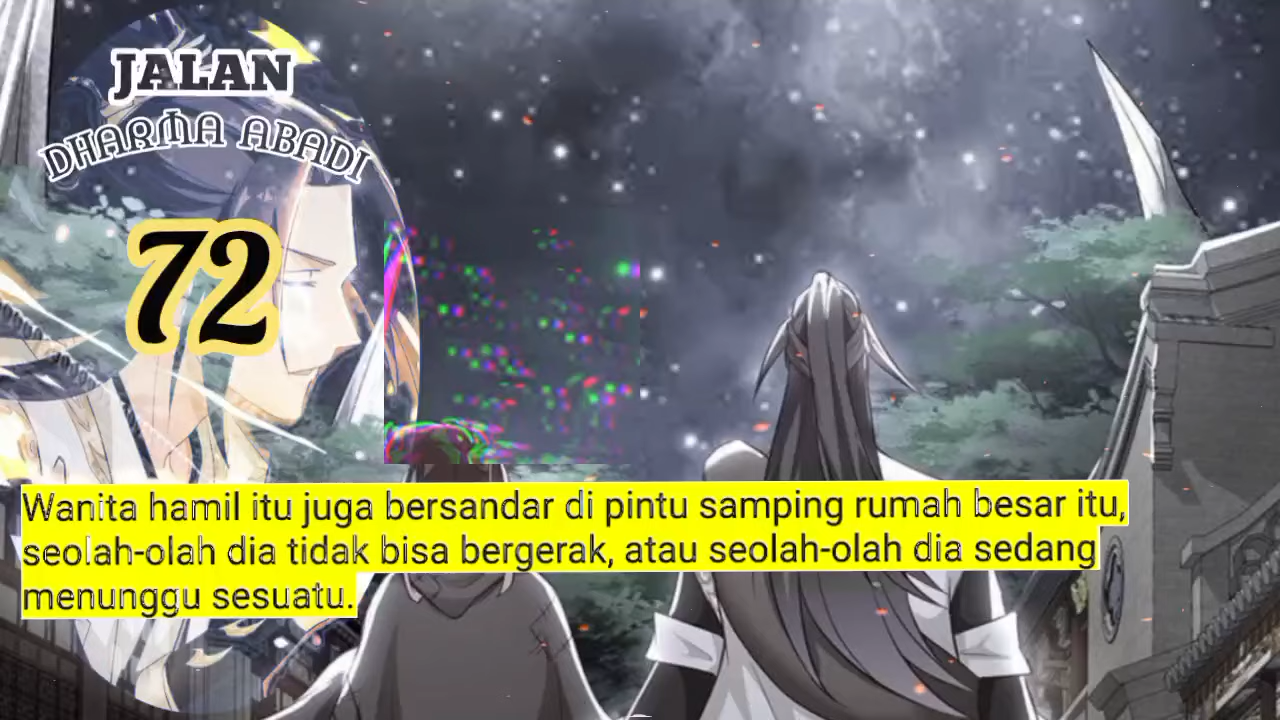 JALAN
DHARMA ABADI
72
Wanita hamil itu juga bersandar di pintu samping rumah besar itu,
seolah-olah dia tidak bisa bergerak, atau seolah-olah dia sedang
menunggu sesuatu.